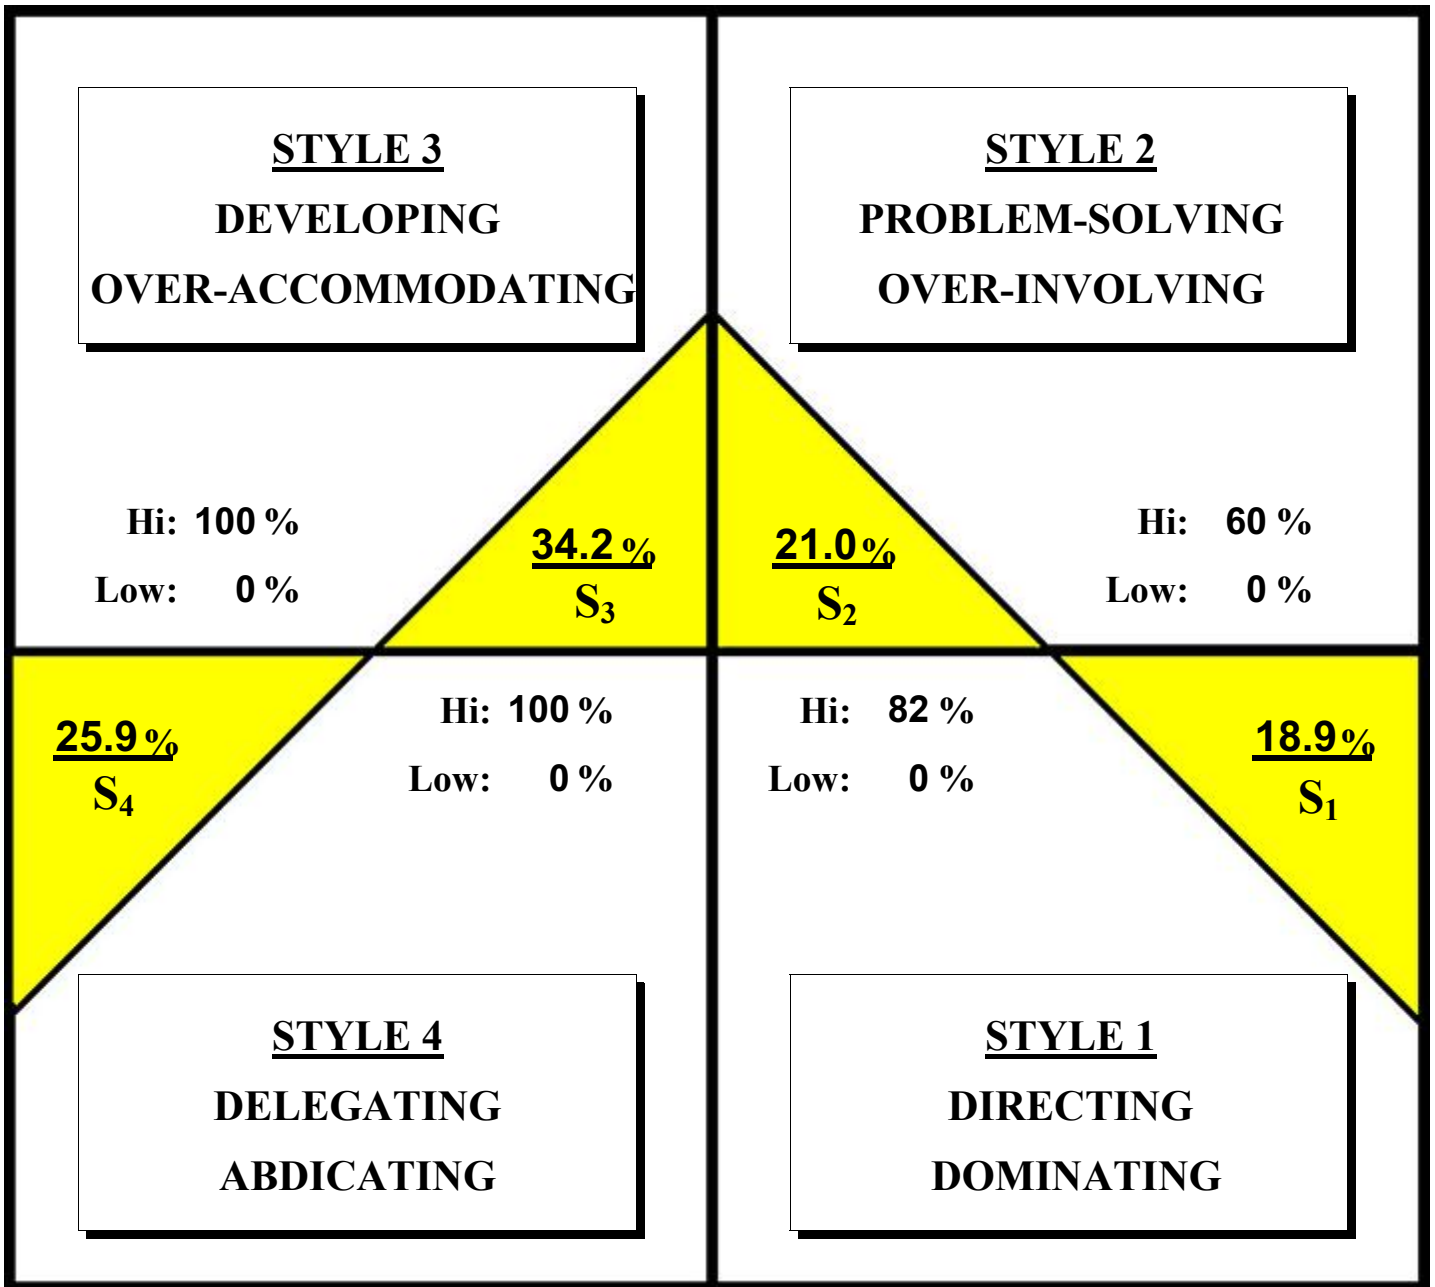 STYLE 3
DEVELOPING
OVER-ACCOMMODATING
STYLE 2
PROBLEM-SOLVING
OVER-INVOLVING
Hi: 100 %
Low: 0 %
34.2 %
S₃
21.0 %
S₂
Hi: 60 %
Low: 0 %
25.9 %
S₄
Hi: 100 %
Low: 0 %
Hi: 82 %
Low: 0 %
18.9 %
S₁
STYLE 4
DELEGATING
ABDICATING
STYLE 1
DIRECTING
DOMINATING